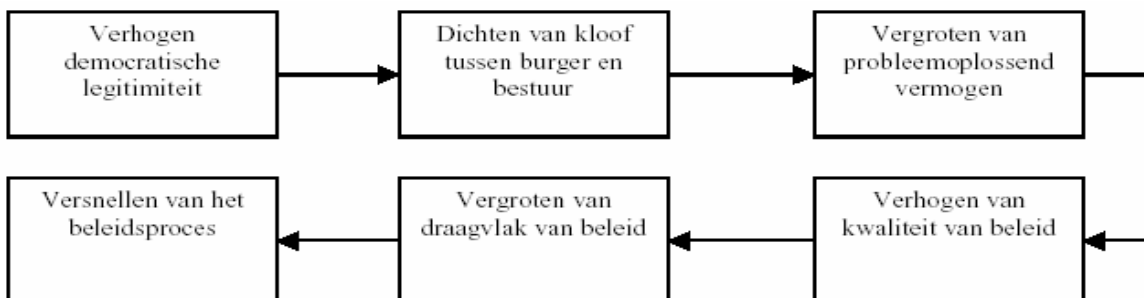 Verhogen
democratische
legitimiteit
Dichten van kloof
tussen burger en
bestuur
Vergroten van
probleemoplossend
vermogen
Verhogen van
kwaliteit van beleid
Vergroten van
draagvlak van beleid
Versnellen van het
beleidsproces